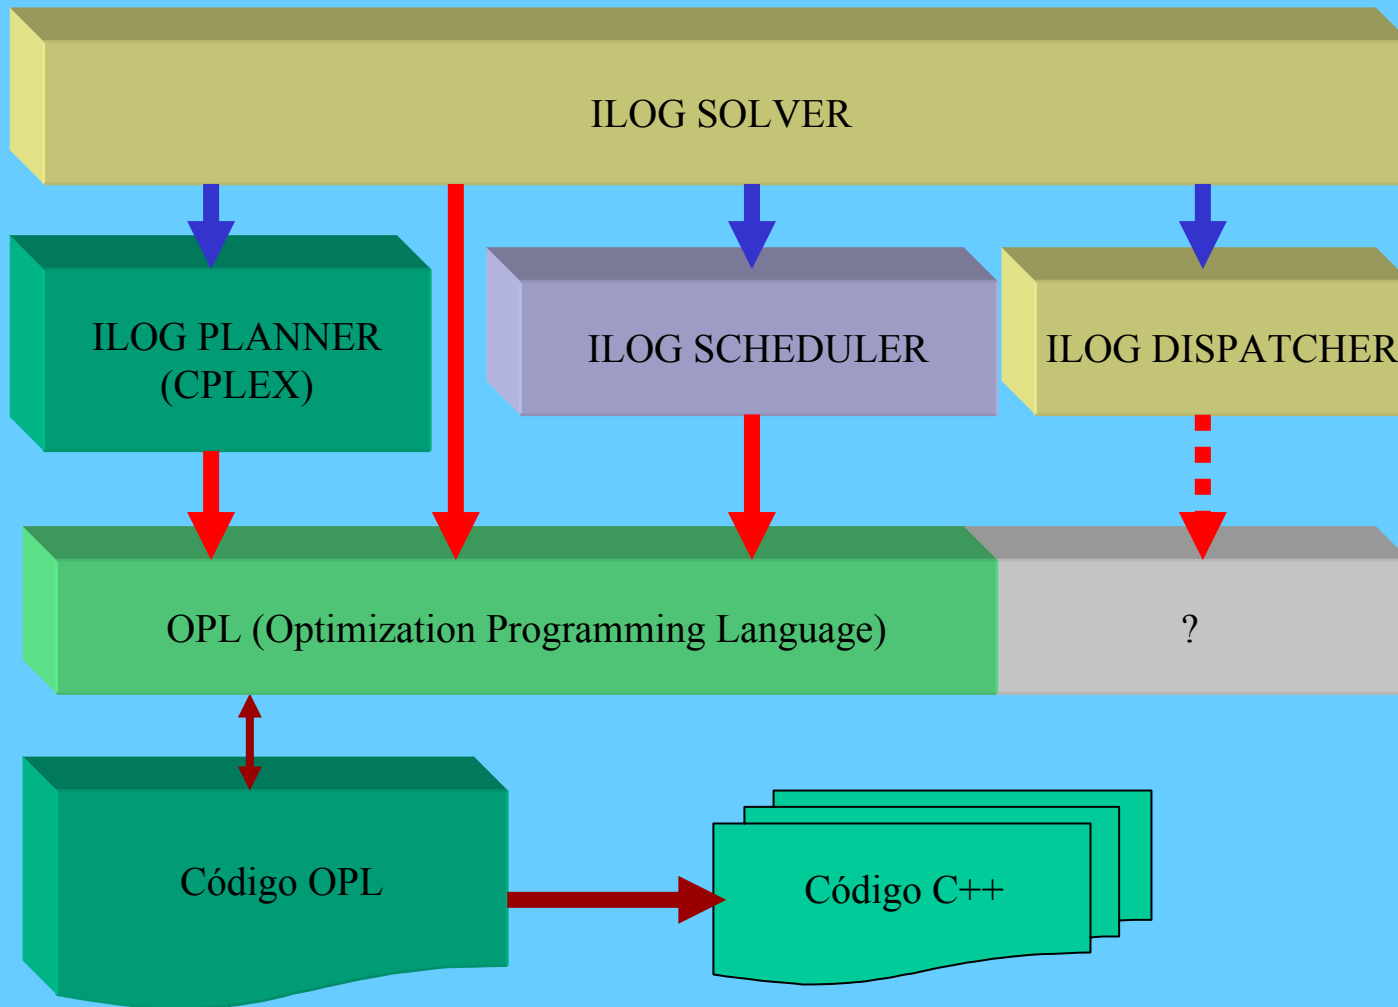 ILOG SOLVER
ILOG PLANNER
(CPLEX)
ILOG SCHEDULER
ILOG DISPATCHER
OPL (Optimization Programming Language)
?
Código OPL
Código C++